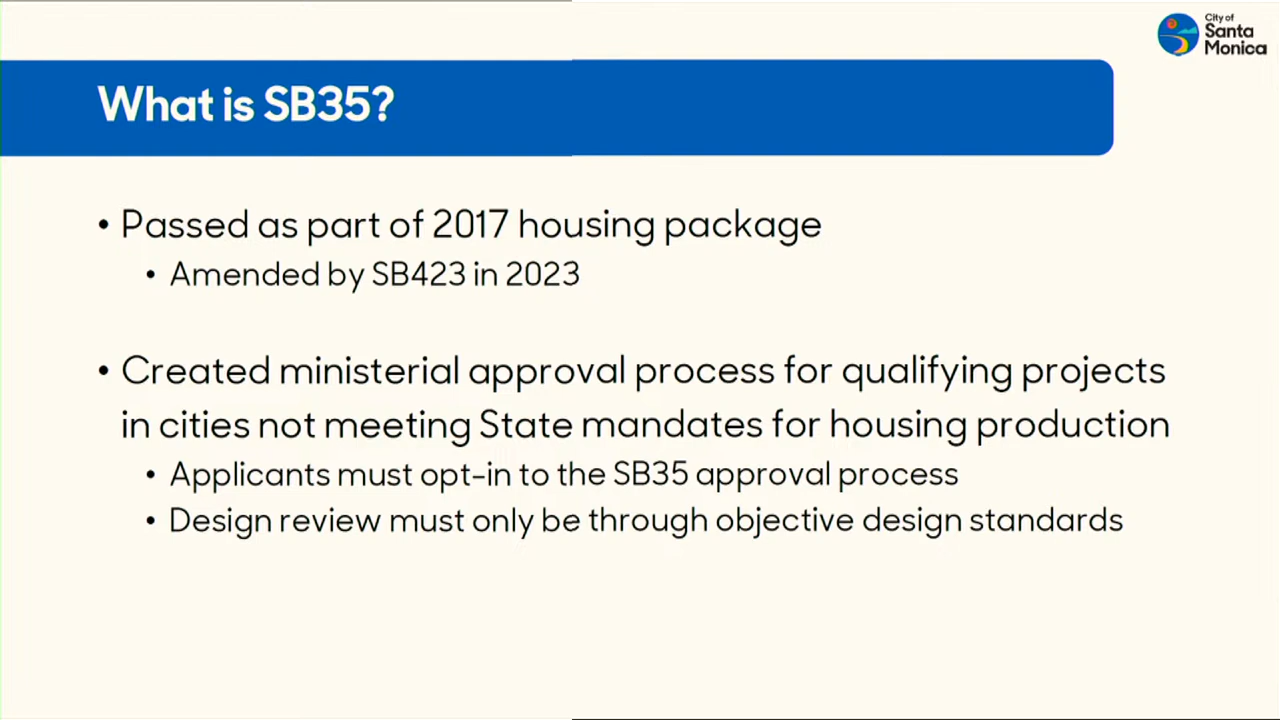 City of
Santa
Monica
What is SB35?
• Passed as part of 2017 housing package
• Amended by SB423 in 2023
• Created ministerial approval process for qualifying projects
in cities not meeting State mandates for housing production
• Applicants must opt-in to the SB35 approval process
• Design review must only be through objective design standards